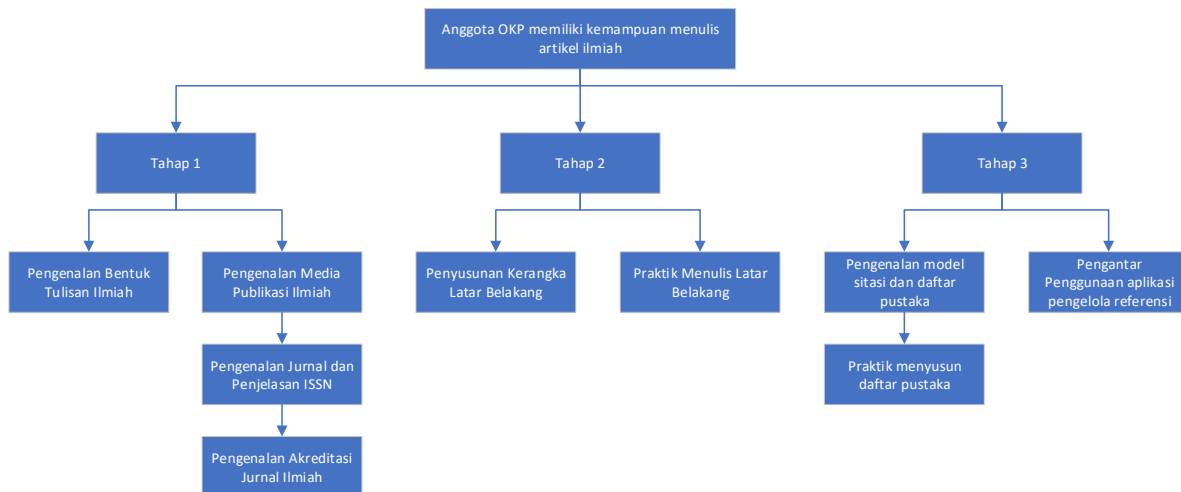 Anggota OKP memiliki kemampuan menulis
artikel ilmiah
Tahap 1
Tahap 2
Tahap 3
Pengenalan Bentuk
Tulisan Ilmiah
Pengenalan Media
Publikasi Ilmiah
Penyusunan Kerangka
Latar Belakang
Praktik Menulis Latar
Belakang
Pengenalan model
sitasi dan daftar
pustaka
Pengantar
Penggunaan aplikasi
pengelola referensi
Pengenalan Jurnal dan
Penjelasan ISSN
Praktik menyusun
daftar pustaka
Pengenalan Akreditasi
Jurnal Ilmiah